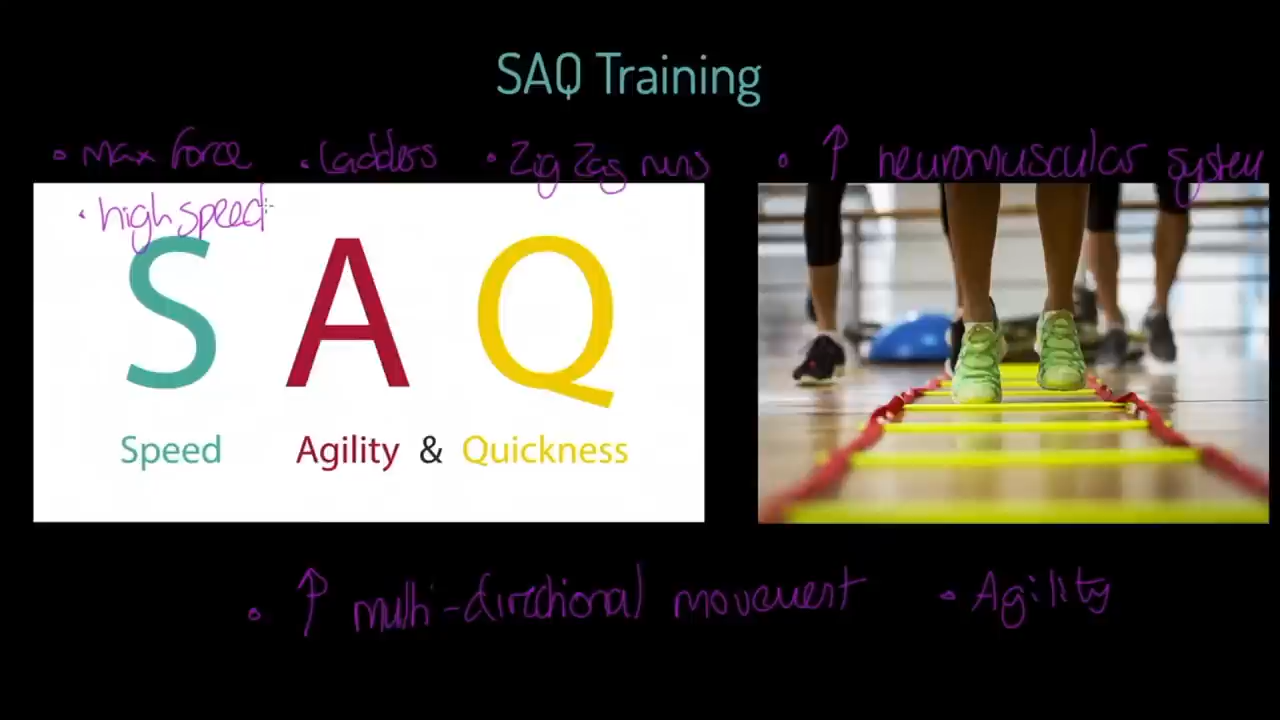 SAQ Training
• Max force • Ladders • Zig Zag runs • ↑ neuromuscular system
• high speed
S A Q
Speed Agility & Quickness
• ↑ multi-directional movement • Agility